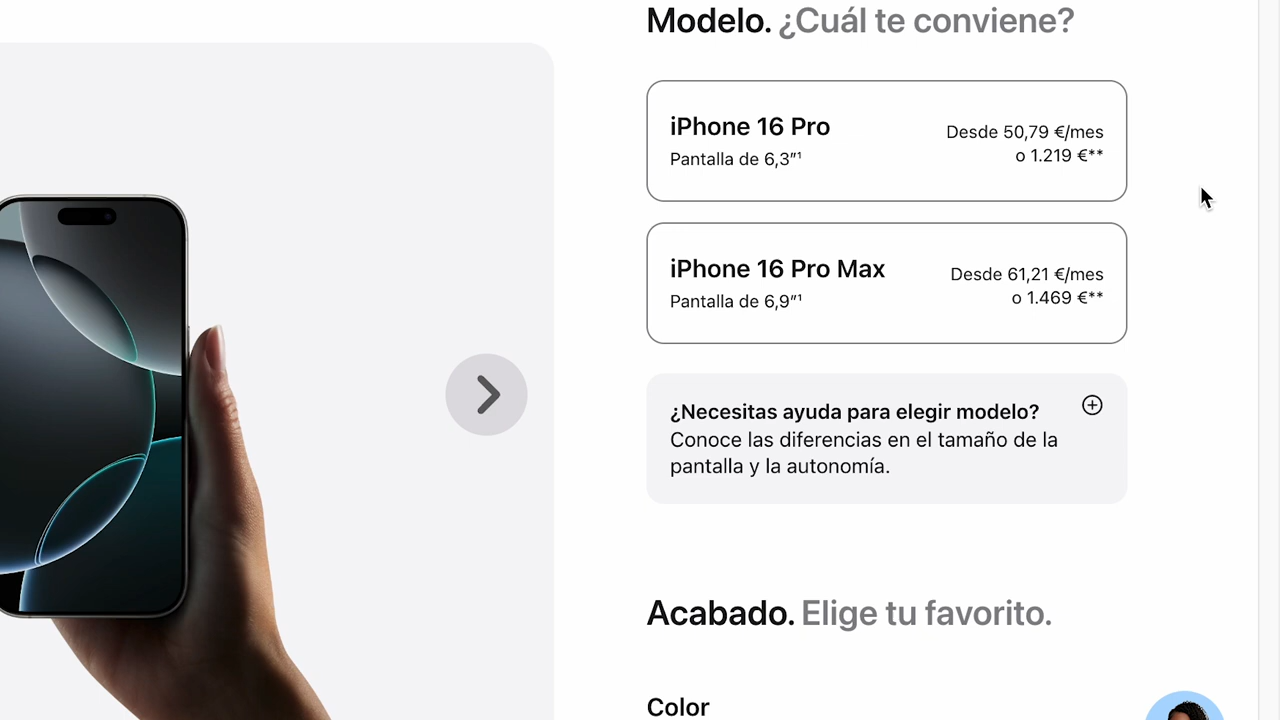 Modelo. ¿Cuál te conviene?
iPhone 16 Pro
Pantalla de 6,3”¹
Desde 50,79 €/mes
o 1.219 €**
iPhone 16 Pro Max
Pantalla de 6,9”¹
Desde 61,21 €/mes
o 1.469 €**
¿Necesitas ayuda para elegir modelo?
Conoce las diferencias en el tamaño de la
pantalla y la autonomía.
Acabado. Elige tu favorito.
Color